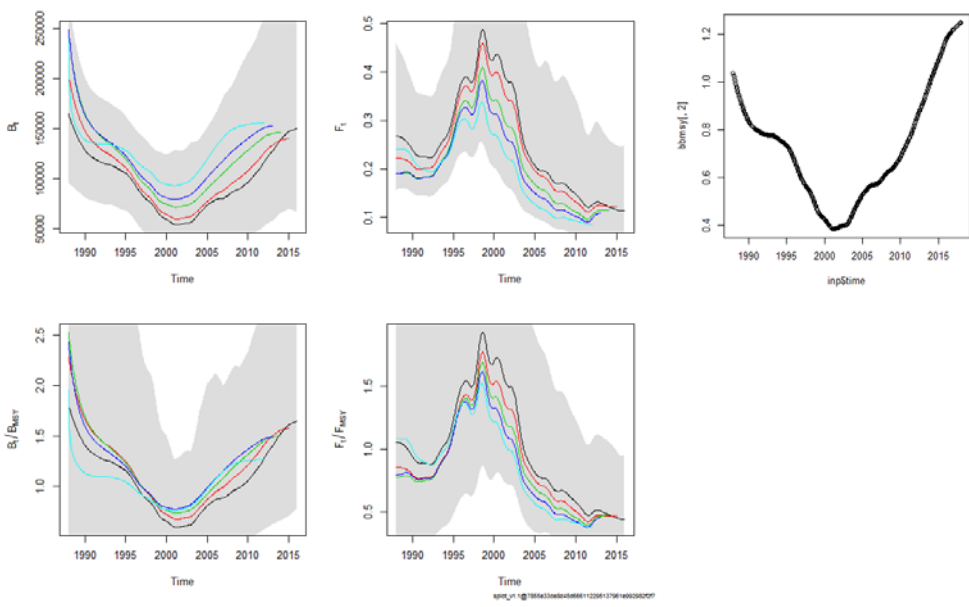 Bt
50000 100000 150000 200000 250000
1990 1995 2000 2005 2010 2015
Time
Ft
0.1 0.2 0.3 0.4 0.5
1990 1995 2000 2005 2010 2015
Time
bbmsy[, 2]
0.4 0.6 0.8 1.0 1.2
1990 1995 2000 2005 2010 2015
inp$time
Bt/BMSY
1.0 1.5 2.0 2.5
1990 1995 2000 2005 2010 2015
Time
Ft/FMSY
0.5 1.0 1.5
1990 1995 2000 2005 2010 2015
Time